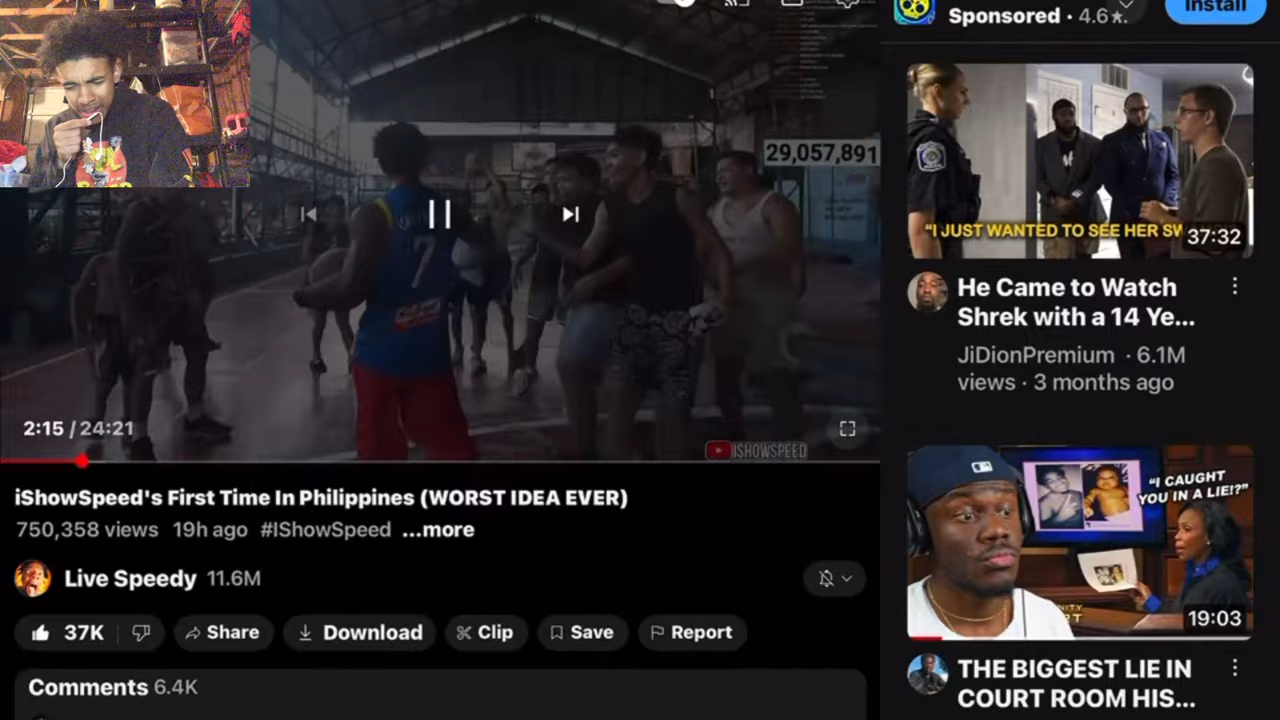 29,057,891
7
2:15 / 24:21
ISHOWSPEED
iShowSpeed's First Time In Philippines (WORST IDEA EVER)
750,358 views 19h ago #IShowSpeed ...more
Live Speedy 11.6M
37K Share Download Clip Save Report
Comments 6.4K
Sponsored · 4.6★.
Install
"I JUST WANTED TO SEE HER SW
37:32
He Came to Watch
Shrek with a 14 Ye...
JiDionPremium · 6.1M
views · 3 months ago
"I CAUGHT
YOU IN A LIE!?"
19:03
THE BIGGEST LIE IN
COURT ROOM HIS...